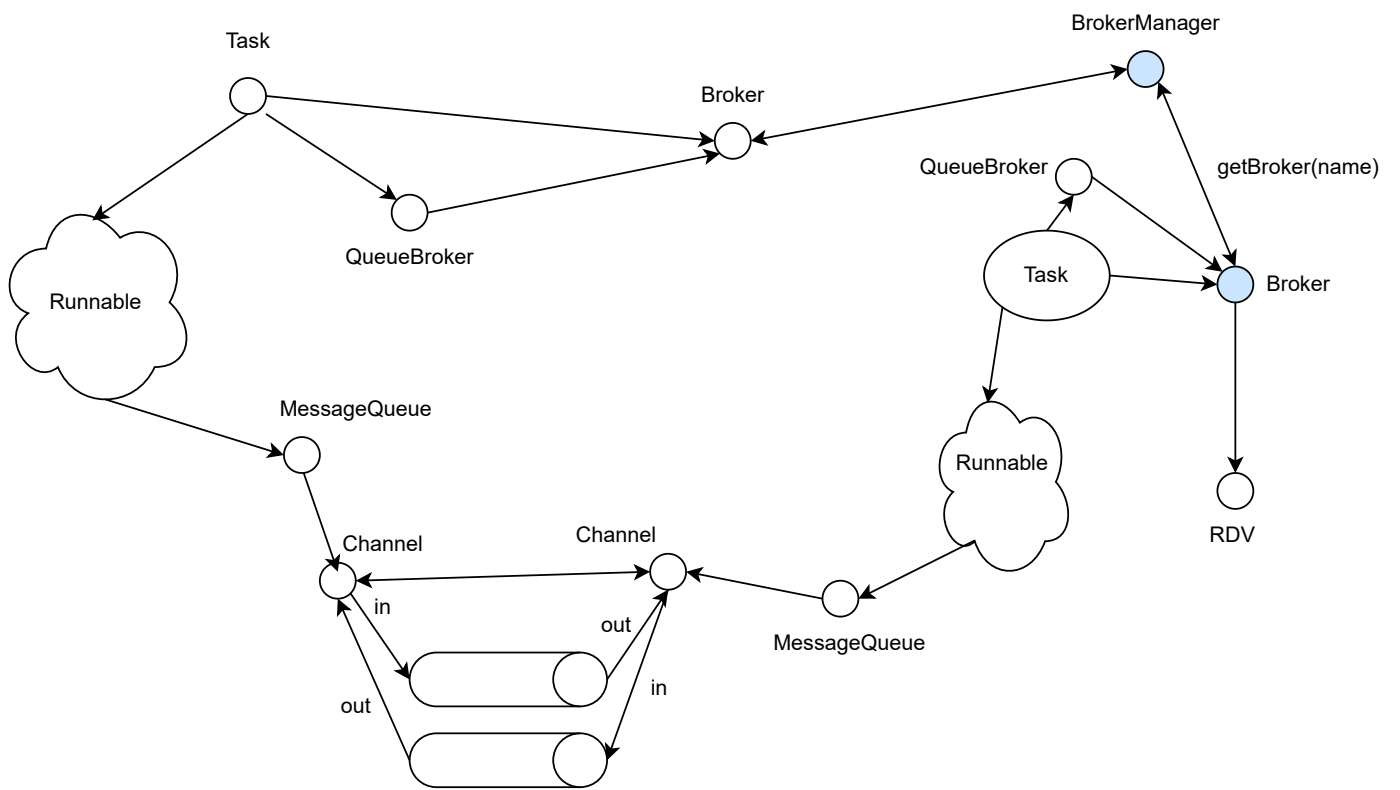 BrokerManager
Task
Broker
QueueBroker
getBroker(name)
QueueBroker
Task
Broker
Runnable
MessageQueue
Runnable
Channel
Channel
RDV
in
out
MessageQueue
in
out